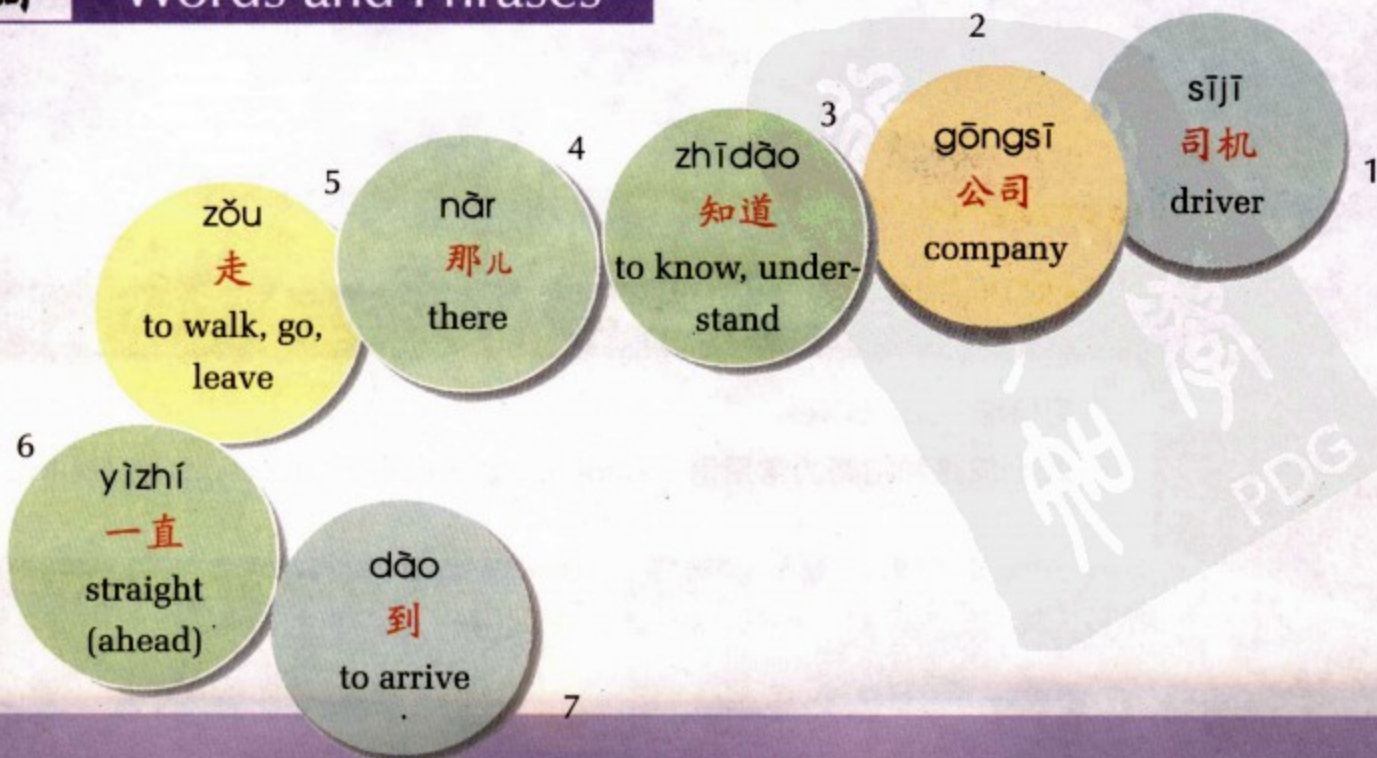 Words and Phrases
1
sījī
司机
driver
2
gōngsī
公司
company
3
zhīdào
知道
to know, under-
stand
4
nàr
那儿
there
5
zǒu
走
to walk, go,
leave
6
yìzhí
一直
straight
(ahead)
7
dào
到
to arrive
PDG